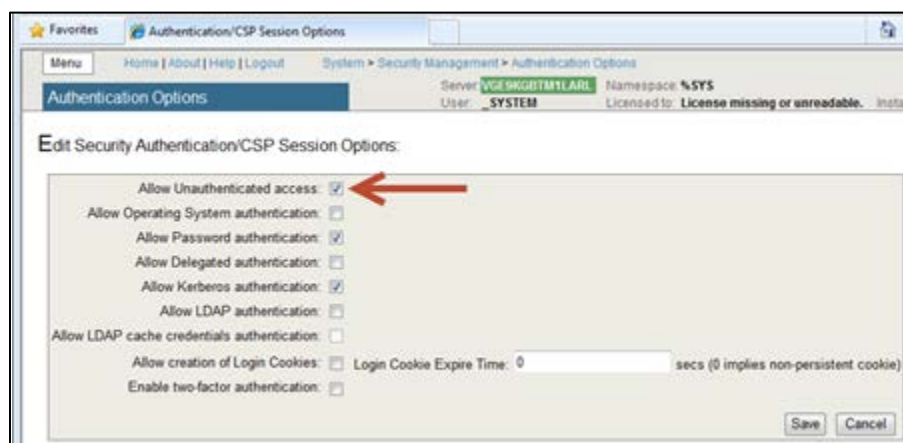 Favorites Authentication/CSP Session Options
Menu Home | About | Help | Logout System > Security Management > Authentication Options
Authentication Options
Server: Namespace: %SYS
User: _SYSTEM Licensed to: License missing or unreadable. Insta
Edit Security Authentication/CSP Session Options:
Allow Unauthenticated access:
Allow Operating System authentication:
Allow Password authentication:
Allow Delegated authentication:
Allow Kerberos authentication:
Allow LDAP authentication:
Allow LDAP cache credentials authentication:
Allow creation of Login Cookies: Login Cookie Expire Time: 0 secs (0 implies non-persistent cookie)
Enable two-factor authentication:
Save Cancel